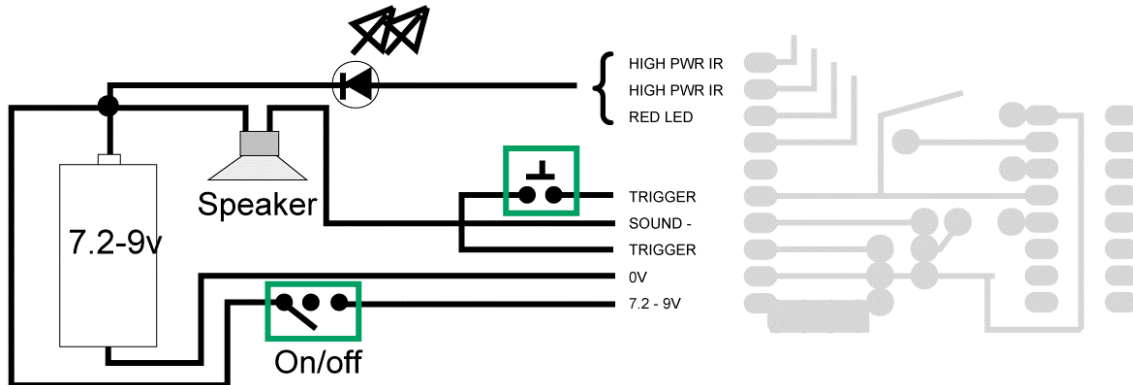 HIGH PWR IR
HIGH PWR IR
RED LED
Speaker
TRIGGER
SOUND -
TRIGGER
7.2-9v
0V
7.2 - 9V
On/off